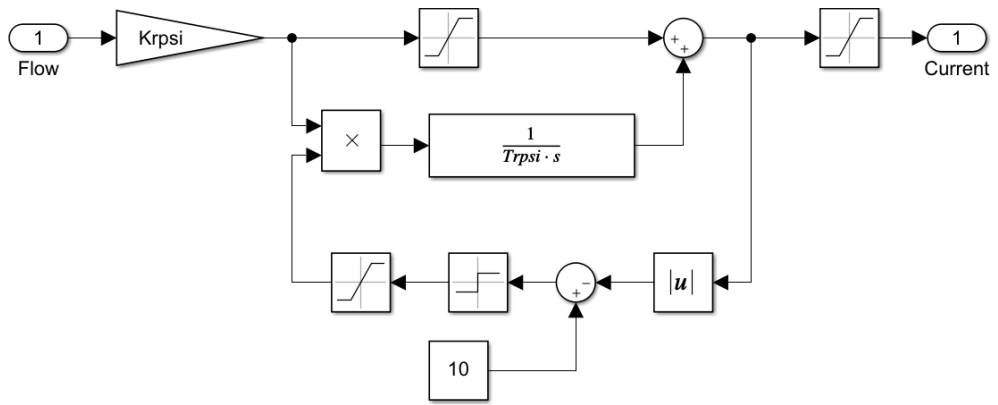 1
Flow
Krpsi
+
+
1
Current
×
1
Trpsi · s
|u|
−
+
10